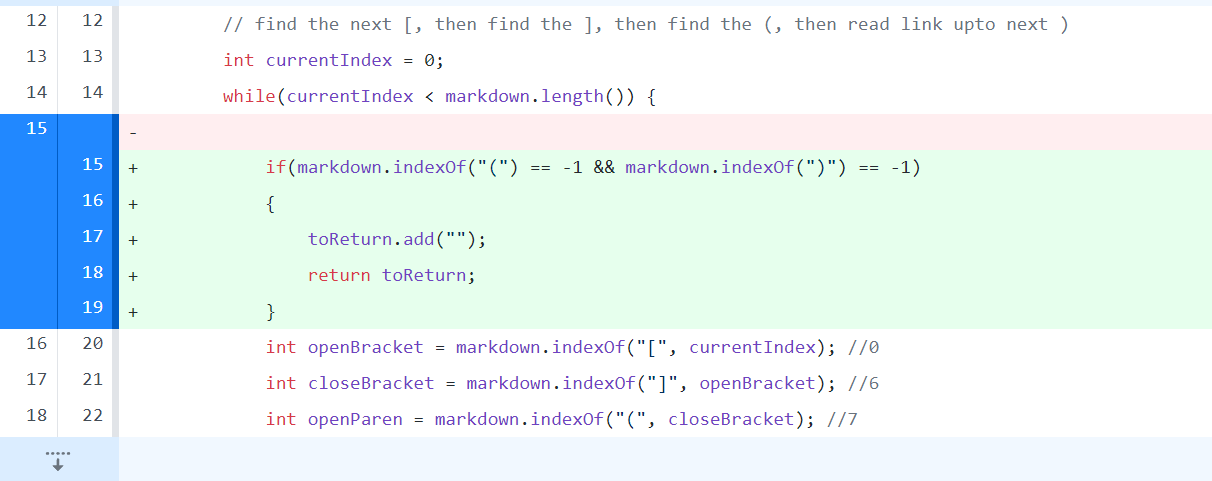 12 12 // find the next [, then find the ], then find the (, then read link upto next )
13 13 int currentIndex = 0;
14 14 while(currentIndex < markdown.length()) {
15 -
15 + if(markdown.indexOf("(") == -1 && markdown.indexOf(")") == -1)
16 + {
17 + toReturn.add("");
18 + return toReturn;
19 + }
16 20 int openBracket = markdown.indexOf("[", currentIndex); //0
17 21 int closeBracket = markdown.indexOf("]", openBracket); //6
18 22 int openParen = markdown.indexOf("(", closeBracket); //7